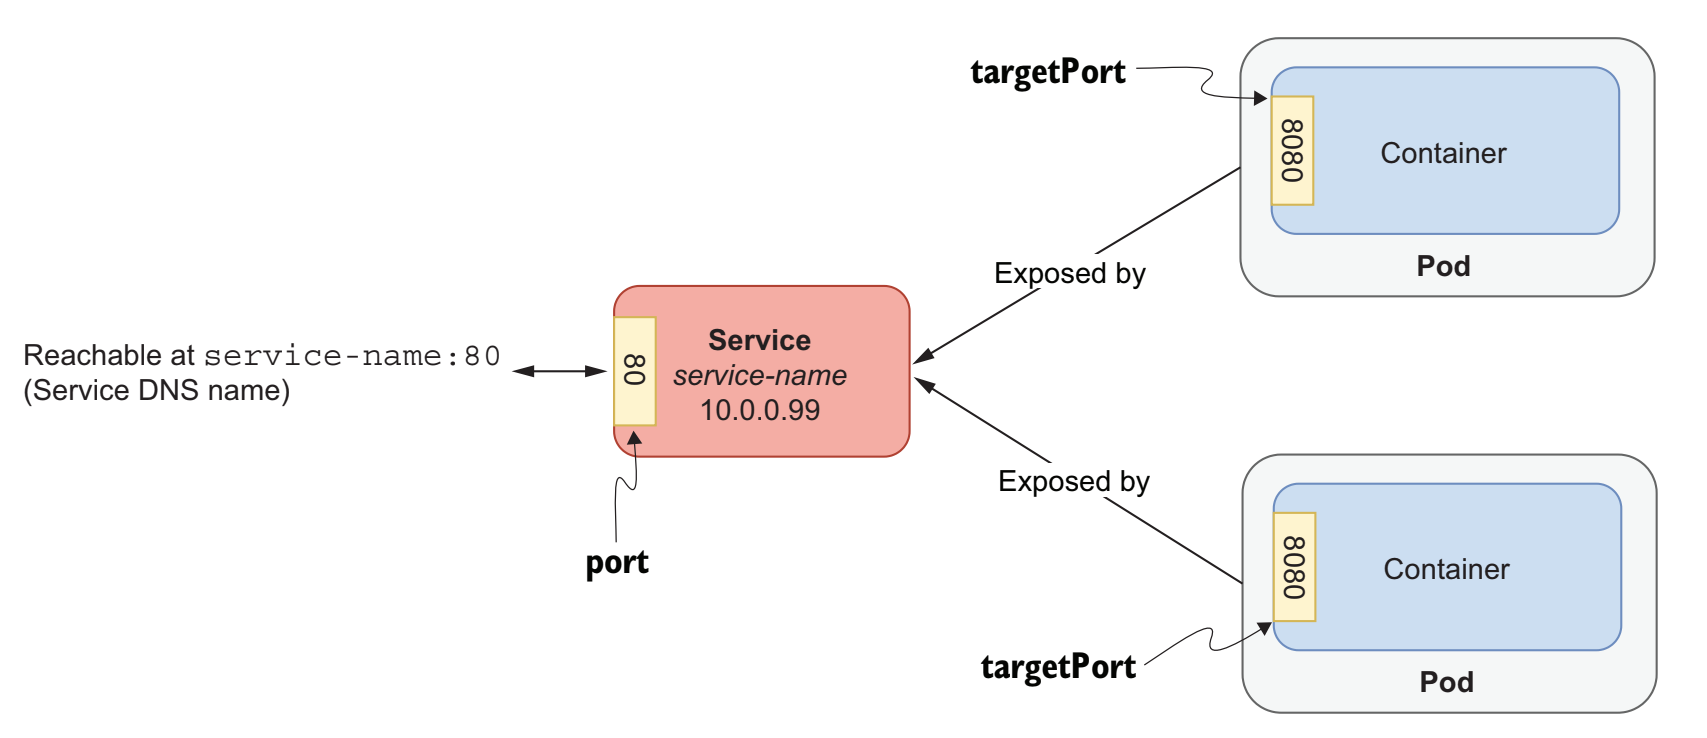 targetPort
8080
Container
Pod
Exposed by
Reachable at service-name:80
(Service DNS name)
80
Service
service-name
10.0.0.99
port
Exposed by
8080
Container
targetPort
Pod